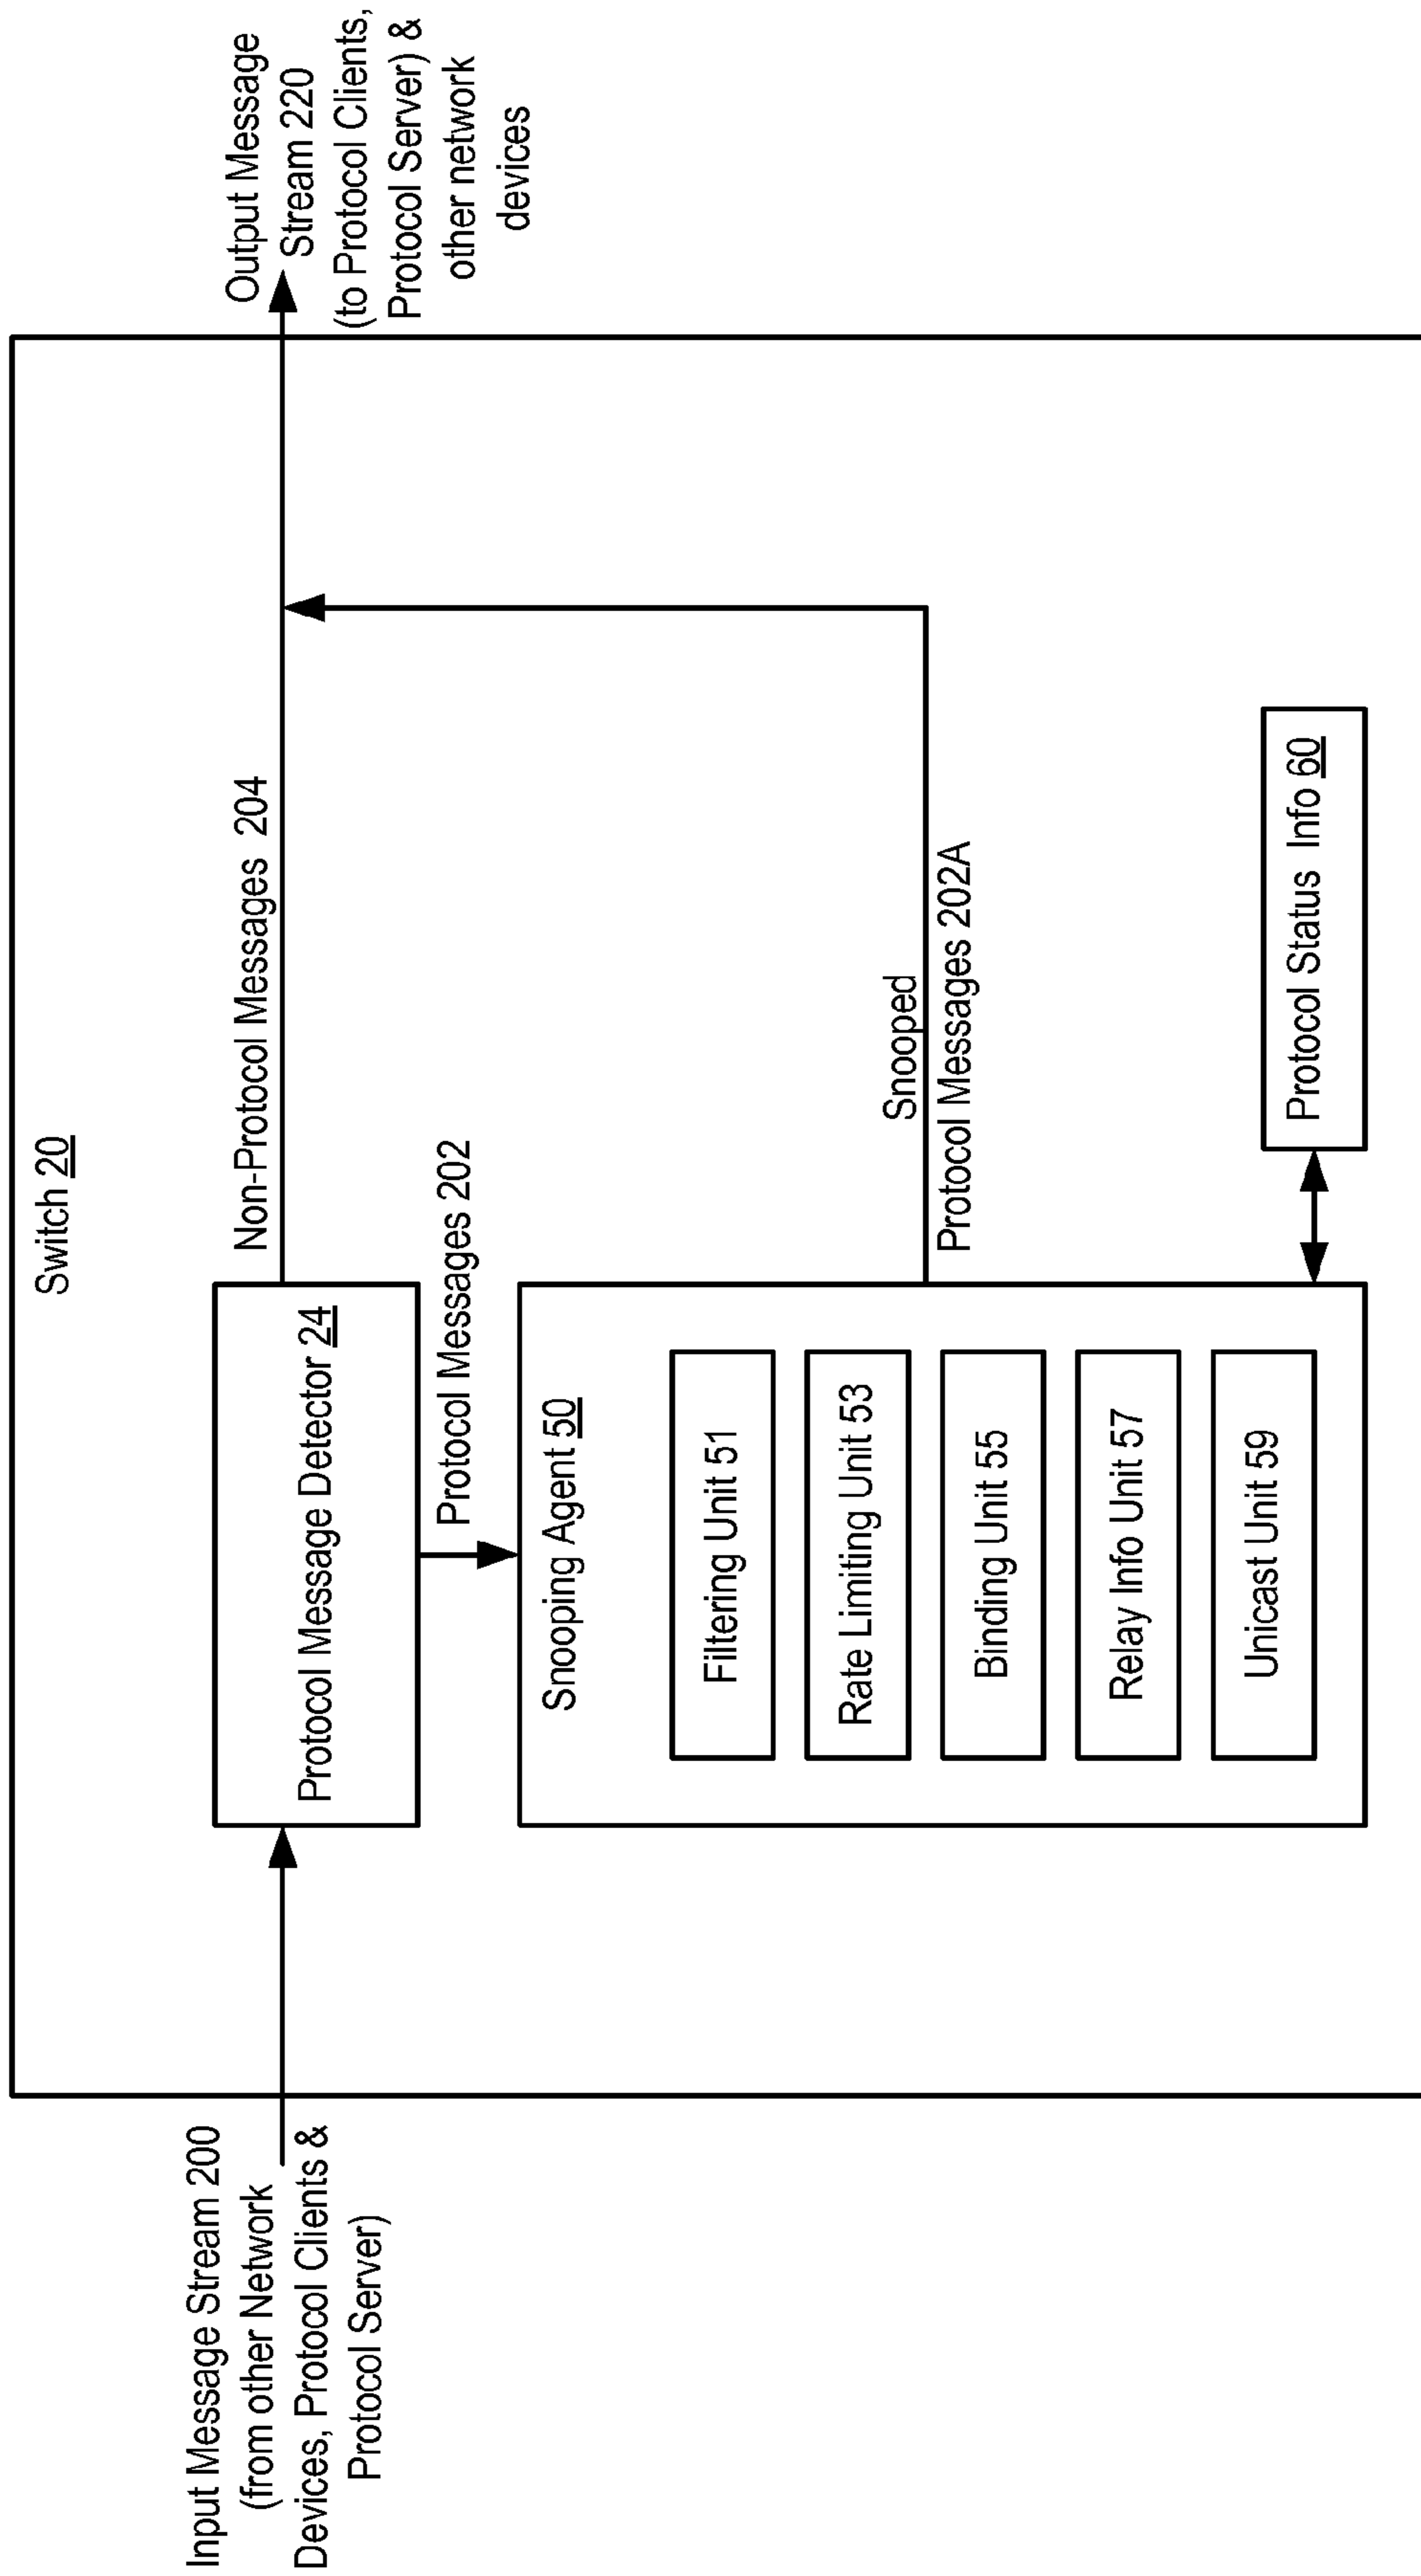 Switch 20
Input Message Stream 200
(from other Network
Devices, Protocol Clients &
Protocol Server)
Protocol Message Detector 24
Non-Protocol Messages 204
Output Message
Stream 220
(to Protocol Clients,
Protocol Server) &
other network
devices
Protocol Messages 202
Snooping Agent 50
Filtering Unit 51
Rate Limiting Unit 53
Binding Unit 55
Relay Info Unit 57
Unicast Unit 59
Snooped
Protocol Messages 202A
Protocol Status Info 60